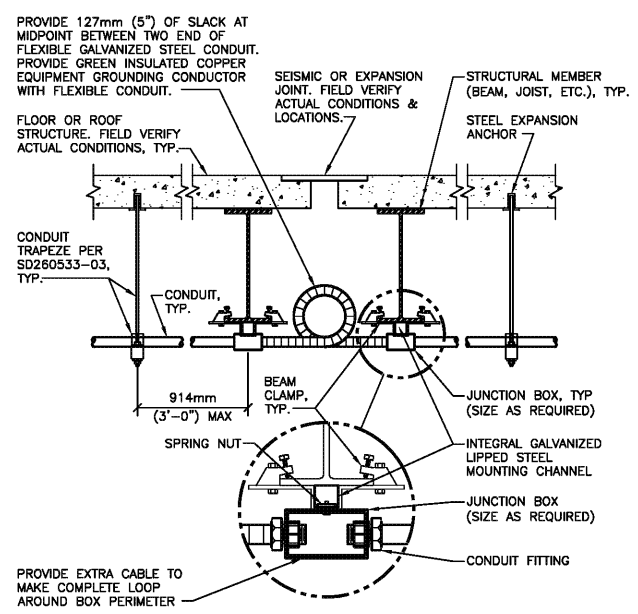 PROVIDE 127mm (5") OF SLACK AT
MIDPOINT BETWEEN TWO END OF
FLEXIBLE GALVANIZED STEEL CONDUIT.
PROVIDE GREEN INSULATED COPPER
EQUIPMENT GROUNDING CONDUCTOR
WITH FLEXIBLE CONDUIT.
SEISMIC OR EXPANSION
JOINT. FIELD VERIFY
ACTUAL CONDITIONS &
LOCATIONS.
STRUCTURAL MEMBER
(BEAM, JOIST, ETC.), TYP.
STEEL EXPANSION
ANCHOR
FLOOR OR ROOF
STRUCTURE. FIELD VERIFY
ACTUAL CONDITIONS, TYP.
CONDUIT
TRAPEZE PER
SD260533-03,
TYP.
CONDUIT,
TYP.
914mm
(3'-0") MAX
BEAM
CLAMP,
TYP.
JUNCTION BOX, TYP
(SIZE AS REQUIRED)
SPRING NUT
INTEGRAL GALVANIZED
LIPPED STEEL
MOUNTING CHANNEL
JUNCTION BOX
(SIZE AS REQUIRED)
CONDUIT FITTING
PROVIDE EXTRA CABLE TO
MAKE COMPLETE LOOP
AROUND BOX PERIMETER